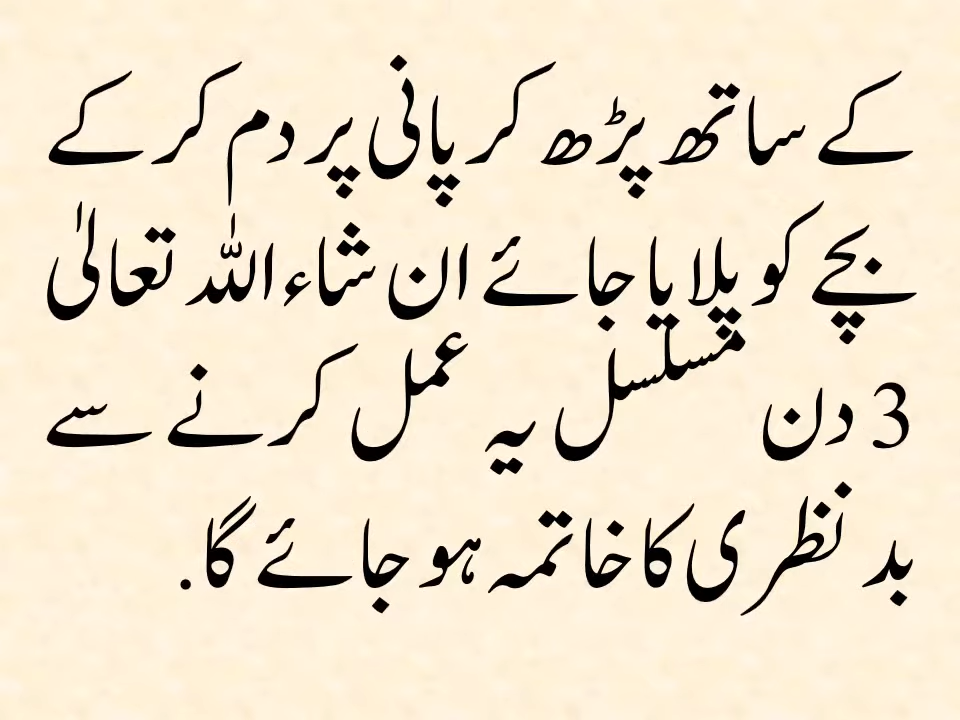 کے ساتھ پڑھ کر پانی پر دم کر کے
بچے کو پلایا جائے ان شاء اللہ تعالیٰ
3 دن مسلسل یہ عمل کرنے سے
بد نظری کا خاتمہ ہو جائے گا.